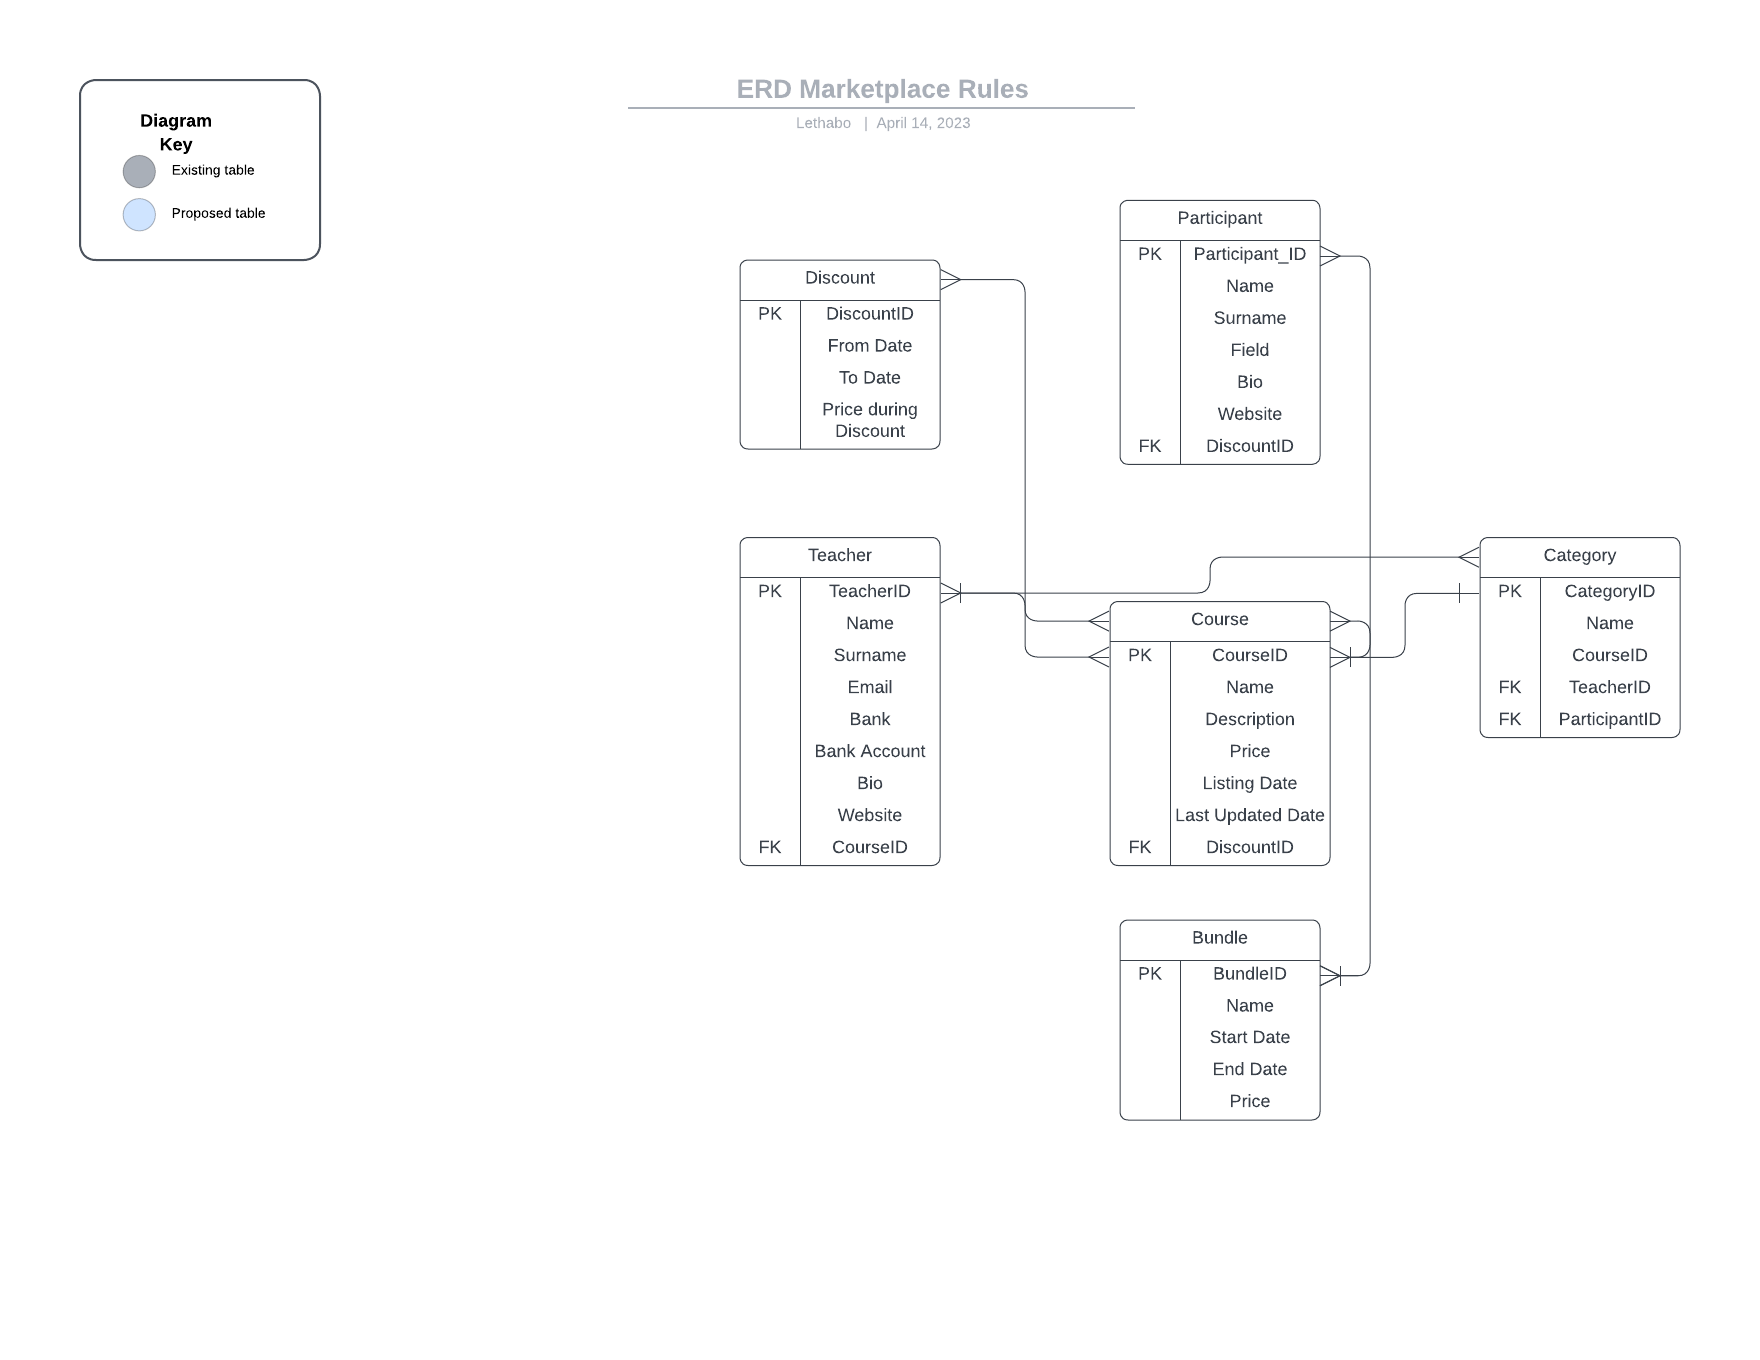 ERD Marketplace Rules
Lethabo | April 14, 2023
Diagram
Key
Existing table
Proposed table
Participant
PK Participant_ID
Name
Surname
Field
Bio
Website
FK DiscountID
Discount
PK DiscountID
From Date
To Date
Price during
Discount
Teacher
PK TeacherID
Name
Surname
Email
Bank
Bank Account
Bio
Website
FK CourseID
Course
PK CourseID
Name
Description
Price
Listing Date
Last Updated Date
FK DiscountID
Category
PK CategoryID
Name
CourseID
FK TeacherID
FK ParticipantID
Bundle
PK BundleID
Name
Start Date
End Date
Price